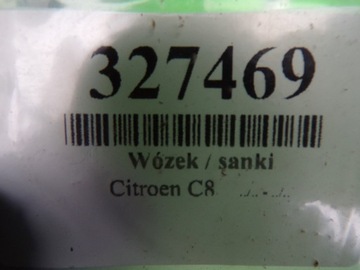 327469
Wózek / sanki
Citroen C8 ../.. - ../..